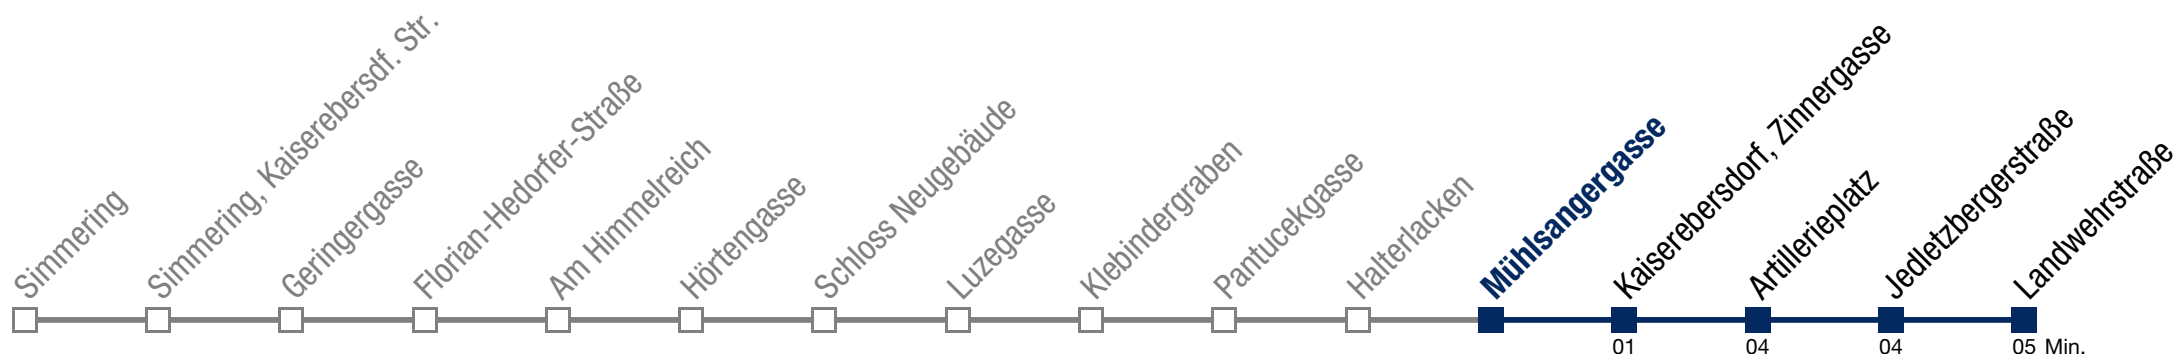 Simmering
Simmering, Kaiserebersdf. Str.
Geringergasse
Florian-Hedorfer-Straße
Am Himmelreich
Hörtengasse
Schloss Neugebäude
Luzegasse
Klebindergraben
Pantucekgasse
Halterlacken
Mühlsangergasse
Kaiserebersdorf, Zinnergasse
Artillerieplatz
Jedletzbergerstraße
Landwehrstraße
01 04 04 05 Min.